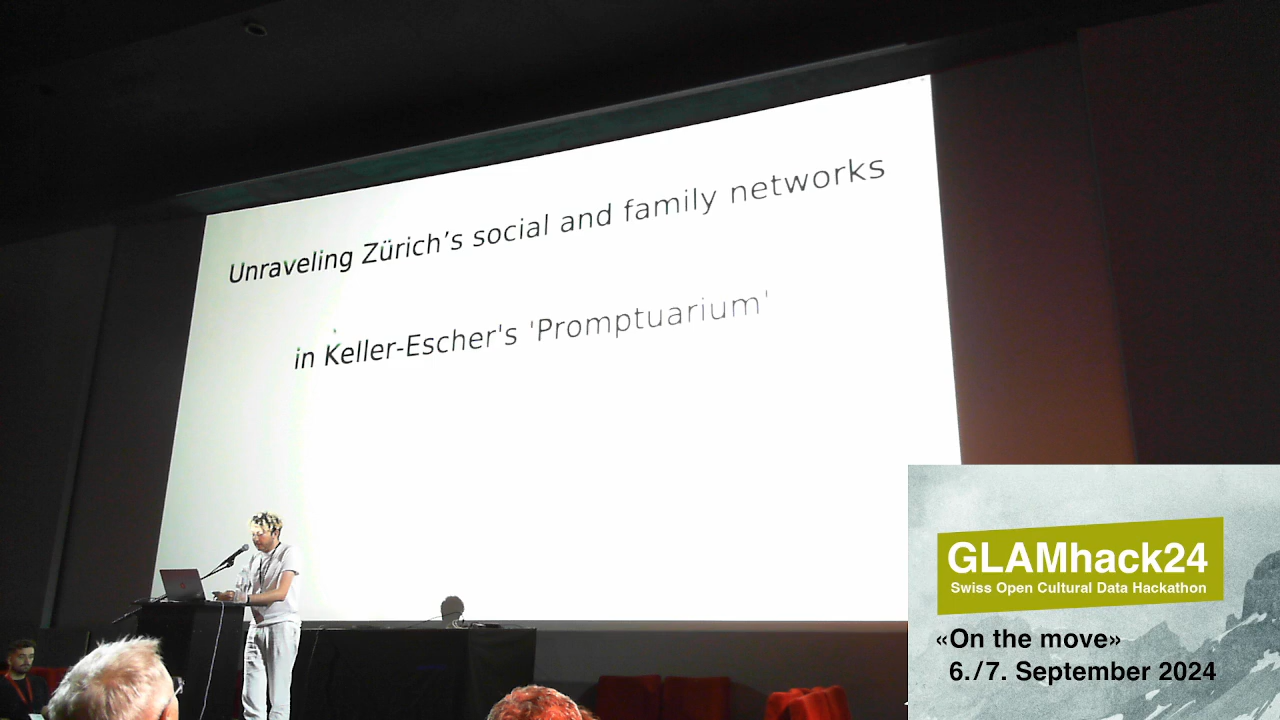 Unraveling Zürich’s social and family networks
in Keller-Escher's 'Promptuarium'
GLAMhack24
Swiss Open Cultural Data Hackathon
«On the move»
6./7. September 2024